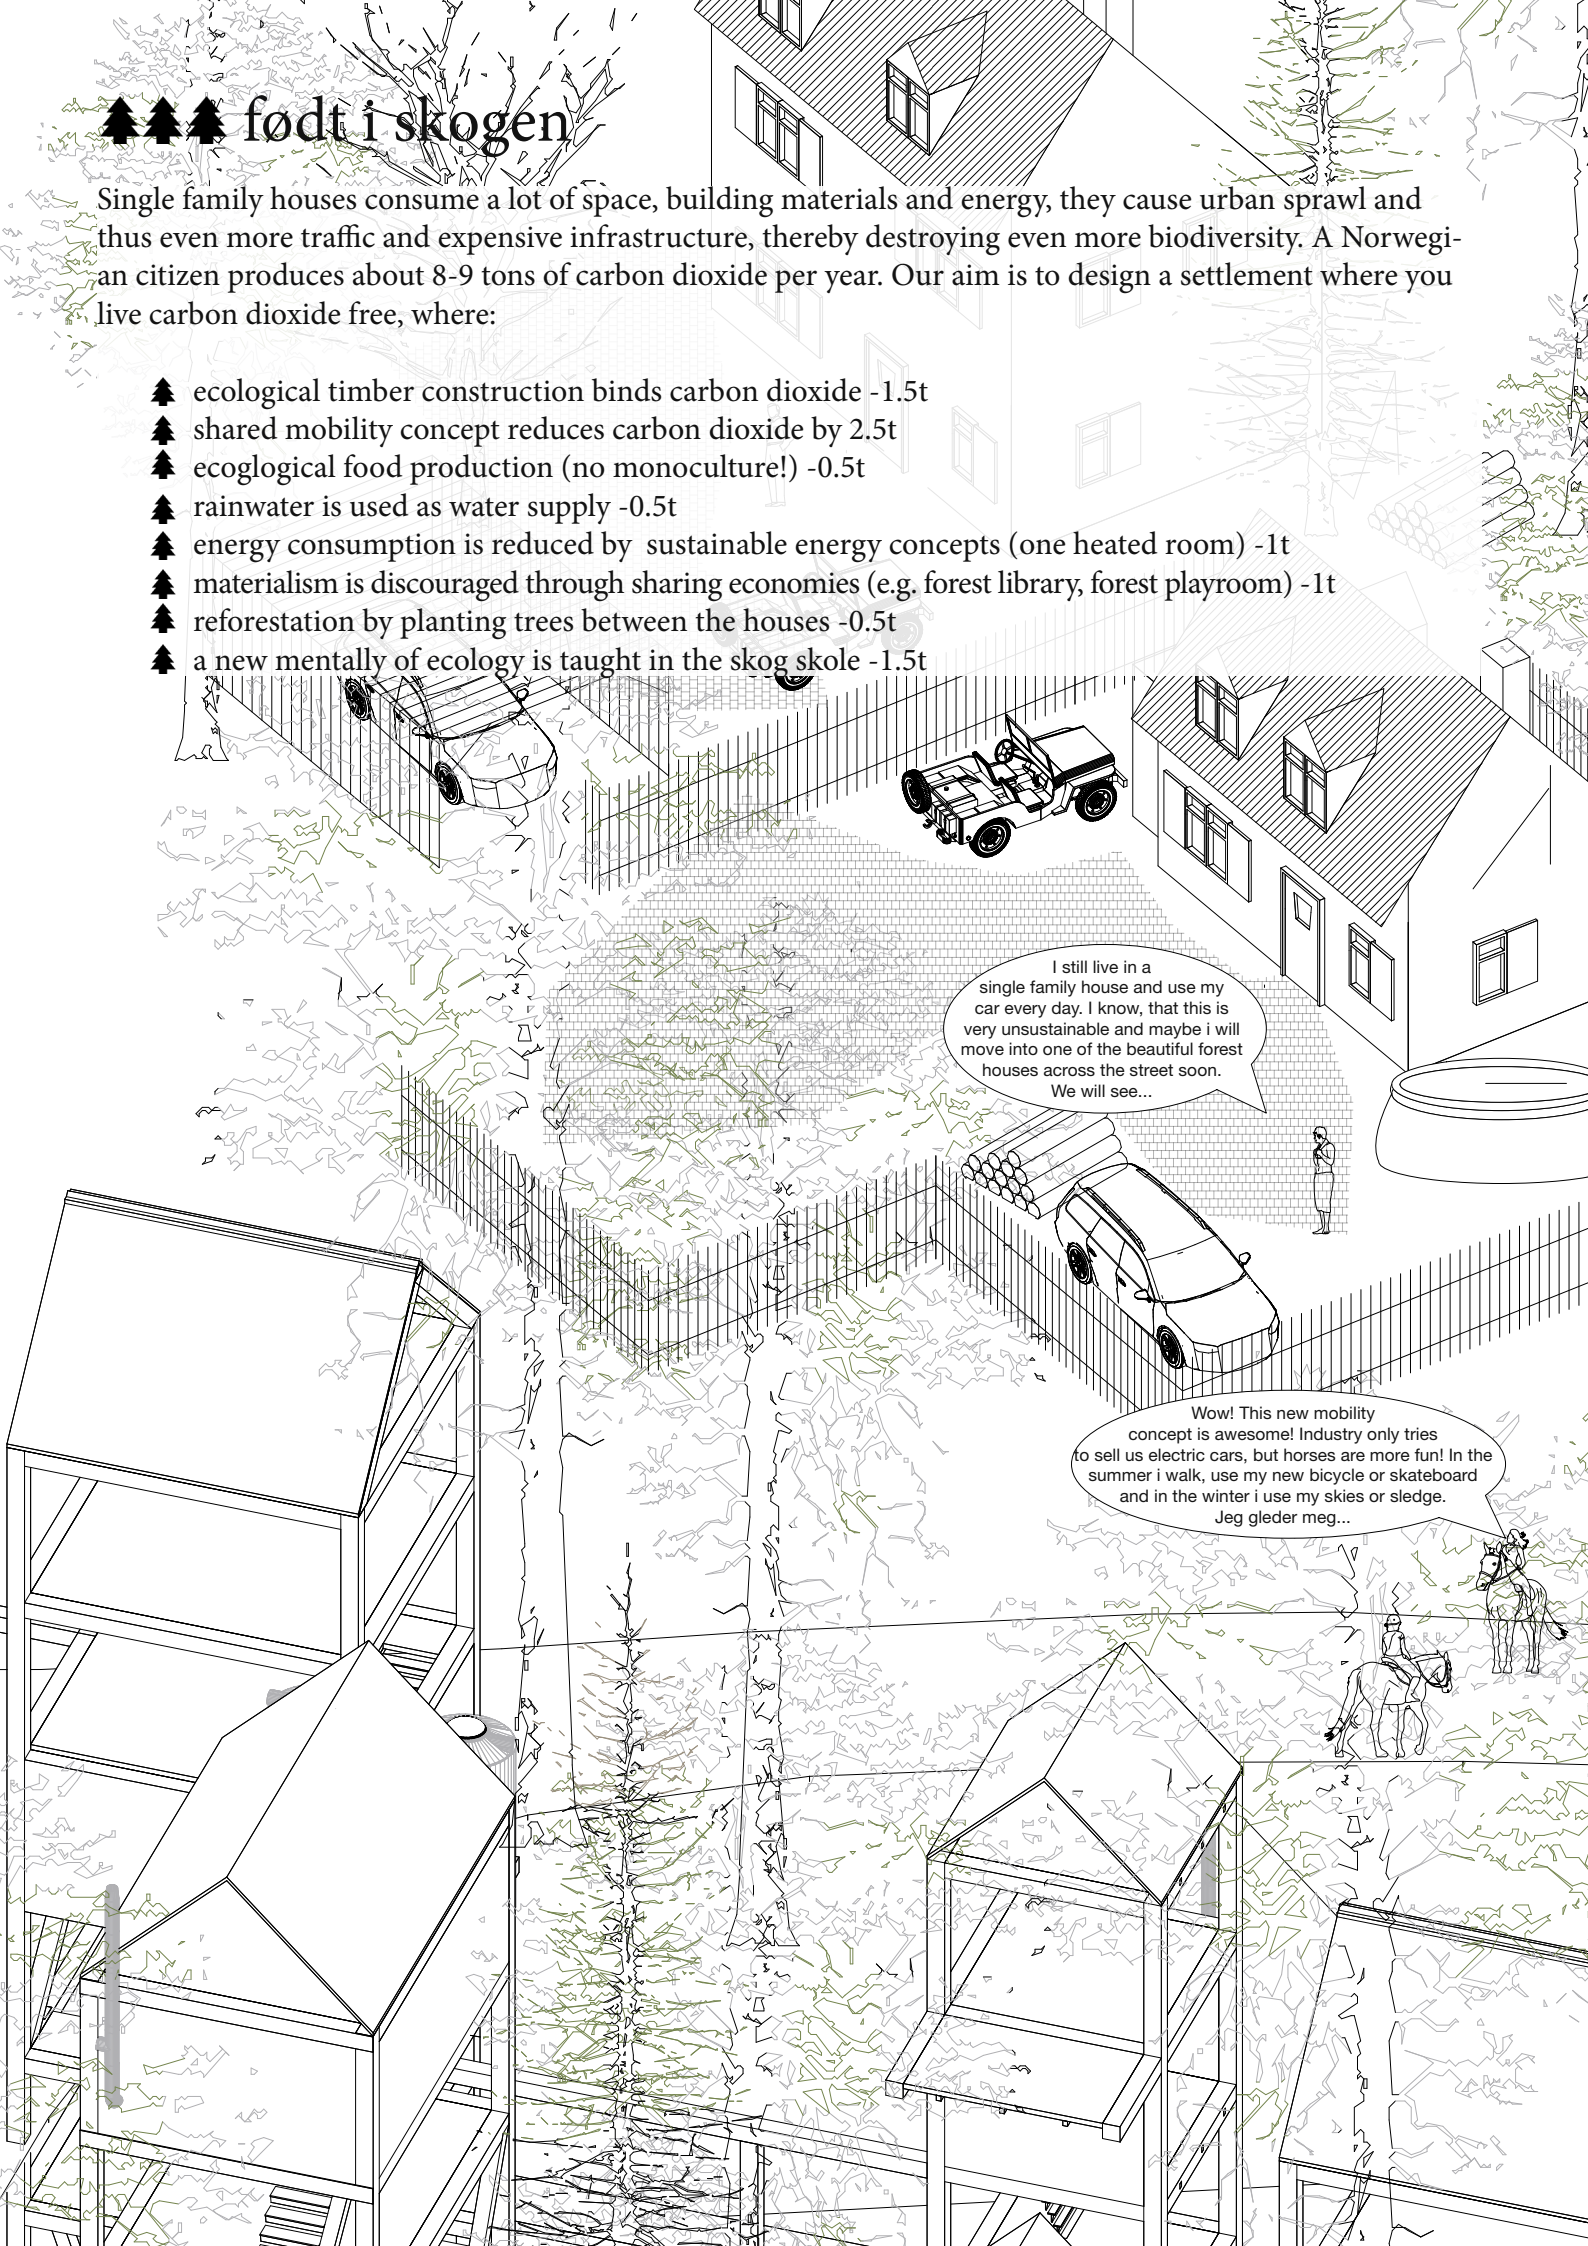 født i skogen
Single family houses consume a lot of space, building materials and energy, they cause urban sprawl and
thus even more traffic and expensive infrastructure, thereby destroying even more biodiversity. A Norwegi-
an citizen produces about 8-9 tons of carbon dioxide per year. Our aim is to design a settlement where you
live carbon dioxide free, where:
ecological timber construction binds carbon dioxide -1.5t
shared mobility concept reduces carbon dioxide by 2.5t
ecoglogical food production (no monoculture!) -0.5t
rainwater is used as water supply -0.5t
energy consumption is reduced by  sustainable energy concepts (one heated room) -1t
materialism is discouraged through sharing economies (e.g. forest library, forest playroom) -1t
reforestation by planting trees between the houses -0.5t
a new mentally of ecology is taught in the skog skole -1.5t
I still live in a
single family house and use my
car every day. I know, that this is
very unsustainable and maybe i will
move into one of the beautiful forest
houses across the street soon.
We will see...
Wow! This new mobility
concept is awesome! Industry only tries
to sell us electric cars, but horses are more fun! In the
summer i walk, use my new bicycle or skateboard
and in the winter i use my skies or sledge.
Jeg gleder meg...